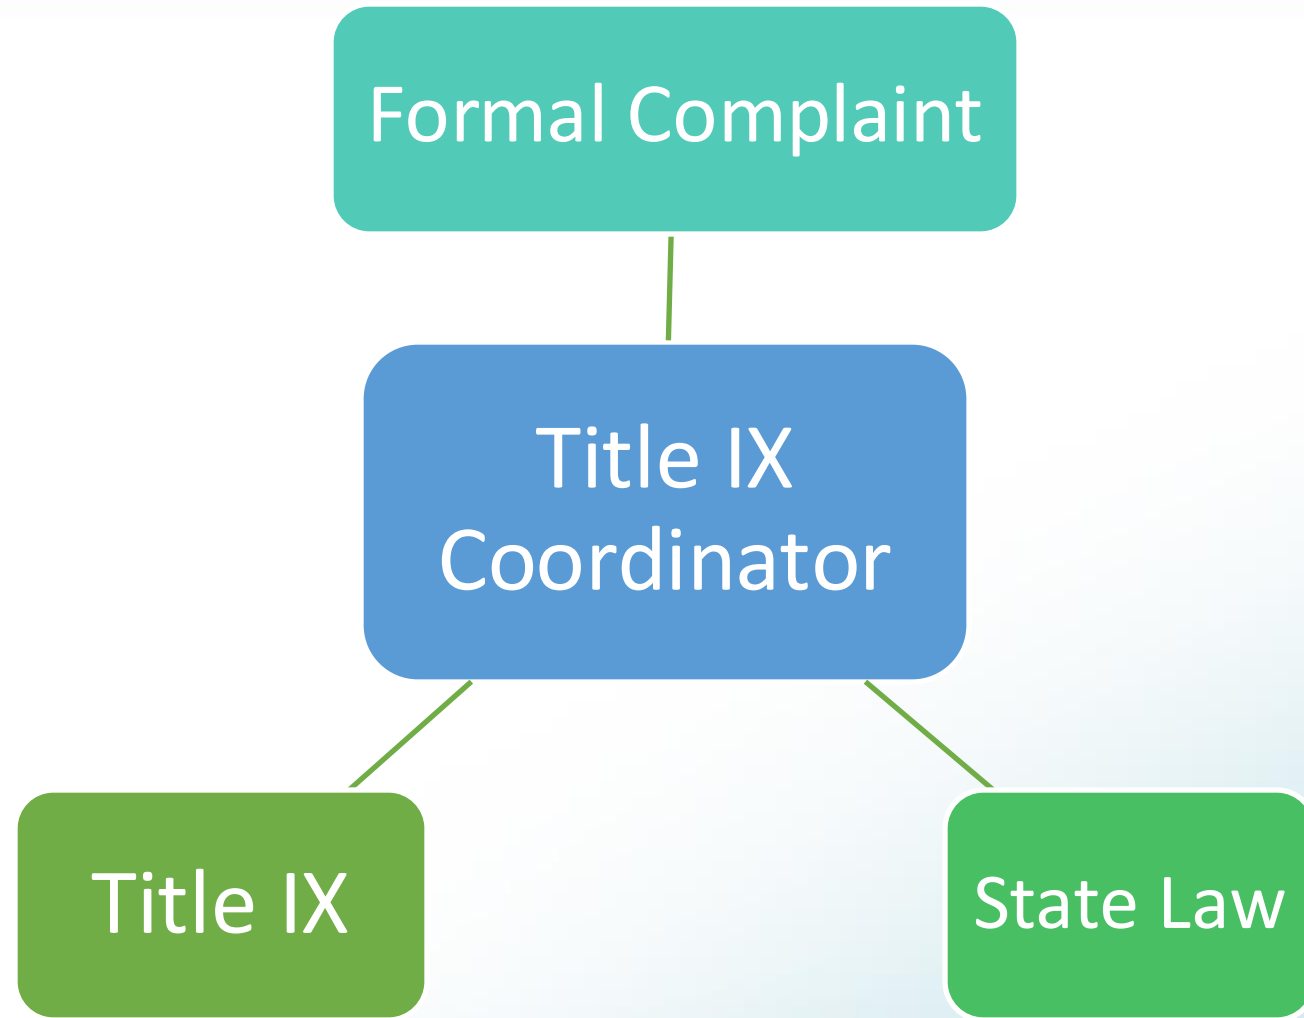 Formal Complaint
Title IX
Coordinator
Title IX
State Law